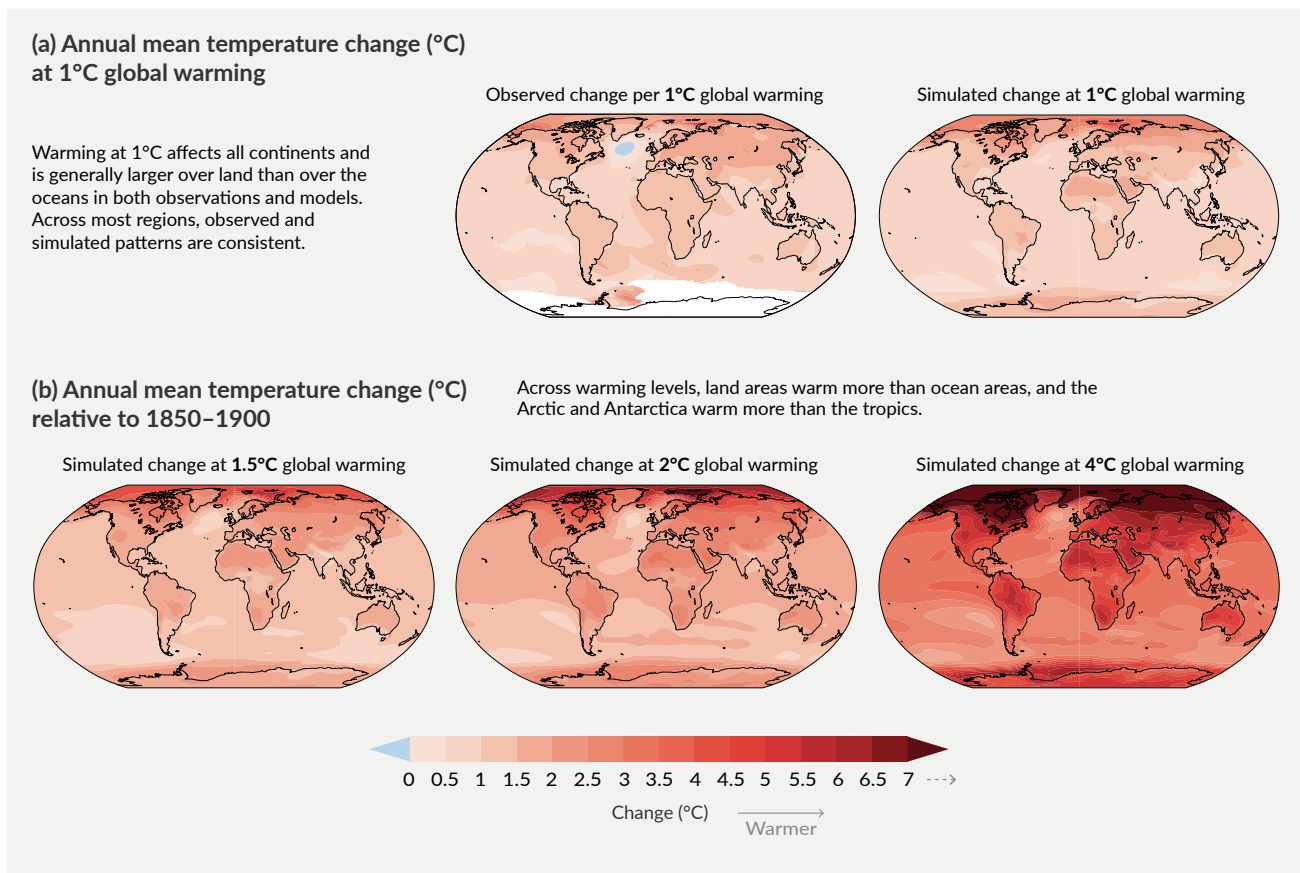 (a) Annual mean temperature change (°C)
at 1°C global warming
Observed change per 1°C global warming
Simulated change at 1°C global warming
Warming at 1°C affects all continents and
is generally larger over land than over the
oceans in both observations and models.
Across most regions, observed and
simulated patterns are consistent.
(b) Annual mean temperature change (°C)
relative to 1850–1900
Across warming levels, land areas warm more than ocean areas, and the
Arctic and Antarctica warm more than the tropics.
Simulated change at 1.5°C global warming
Simulated change at 2°C global warming
Simulated change at 4°C global warming
0 0.5 1 1.5 2 2.5 3 3.5 4 4.5 5 5.5 6 6.5 7
Change (°C)
Warmer